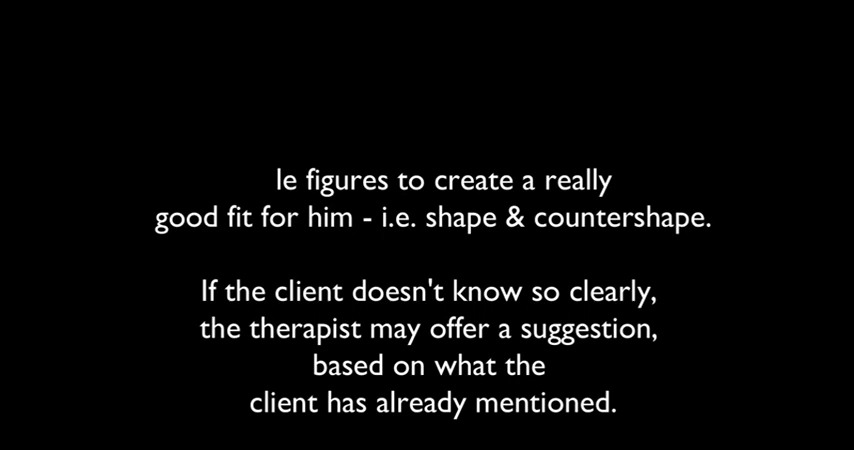 le figures to create a really
good fit for him - i.e. shape & countershape.
If the client doesn't know so clearly,
the therapist may offer a suggestion,
based on what the
client has already mentioned.